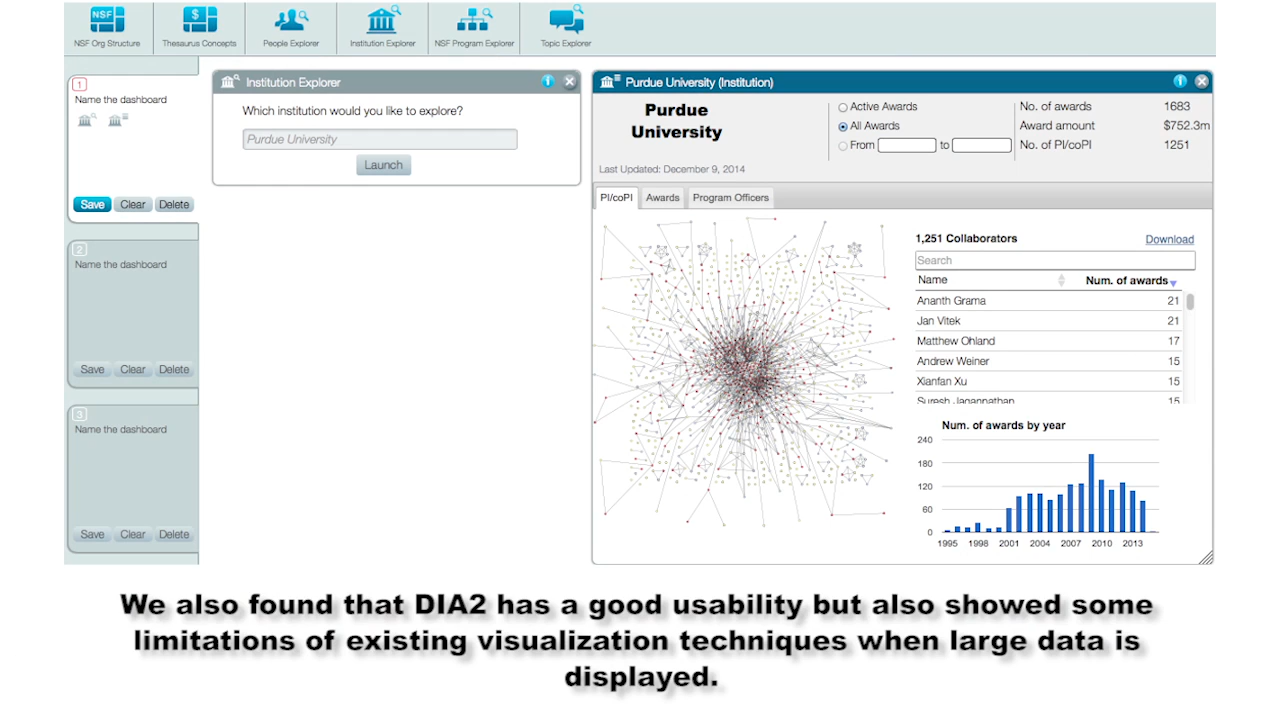 NSF
NSF Org Structure
Thesaurus Concepts
People Explorer
Institution Explorer
NSF Program Explorer
Topic Explorer
1
Name the dashboard
Save Clear Delete
2
Name the dashboard
Save Clear Delete
3
Name the dashboard
Save Clear Delete
Institution Explorer
Which institution would you like to explore?
Purdue University
Launch
Purdue University (Institution)
Purdue
University
Last Updated: December 9, 2014
Active Awards
All Awards
From to
No. of awards 1683
Award amount $752.3m
No. of PI/coPI 1251
PI/coPI Awards Program Officers
1,251 Collaborators Download
Search
Name Num. of awards
Ananth Grama 21
Jan Vitek 21
Matthew Ohland 17
Andrew Weiner 15
Xianfan Xu 15
Suresh Jagannathan 15
Num. of awards by year
240
180
120
60
0
1995 1998 2001 2004 2007 2010 2013
We also found that DIA2 has a good usability but also showed some
limitations of existing visualization techniques when large data is
displayed.